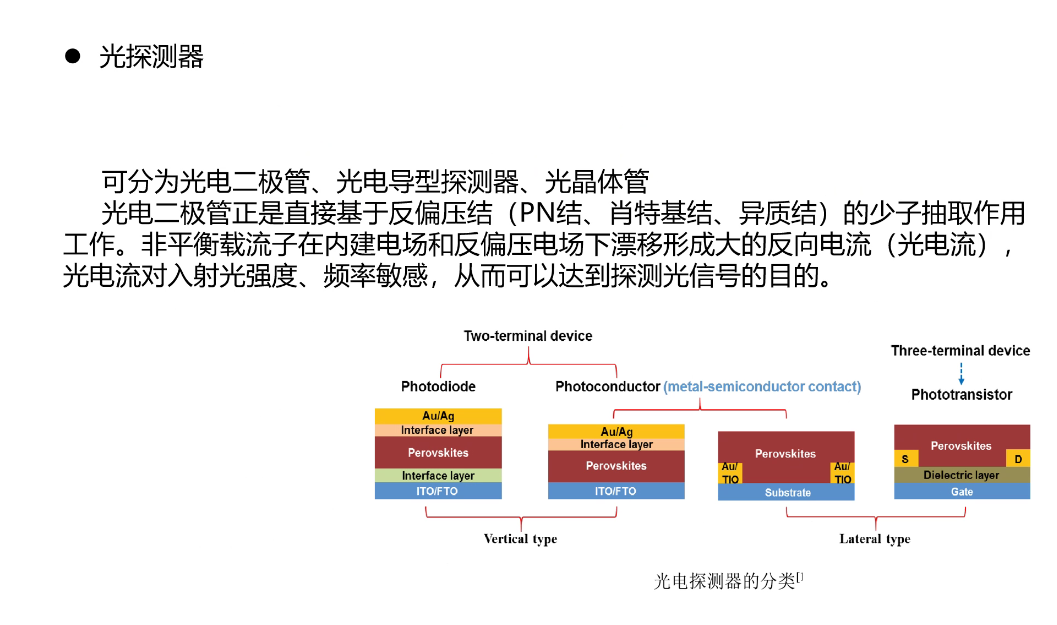 ● 光探测器
可分为光电二极管、光电导型探测器、光晶体管
光电二极管正是直接基于反偏压结（PN结、肖特基结、异质结）的少子抽取作用
工作。非平衡载流子在内建电场和反偏压电场下漂移形成大的反向电流（光电流），
光电流对入射光强度、频率敏感，从而可以达到探测光信号的目的。
Two-terminal device
Three-terminal device
Photodiode
Photoconductor (metal-semiconductor contact)
Phototransistor
Au/Ag
Interface layer
Perovskites
Interface layer
ITO/FTO
Au/Ag
Interface layer
Perovskites
ITO/FTO
Perovskites
Au/
TIO
Au/
TIO
Substrate
Perovskites
S
D
Dielectric layer
Gate
Vertical type
Lateral type
光电探测器的分类[]